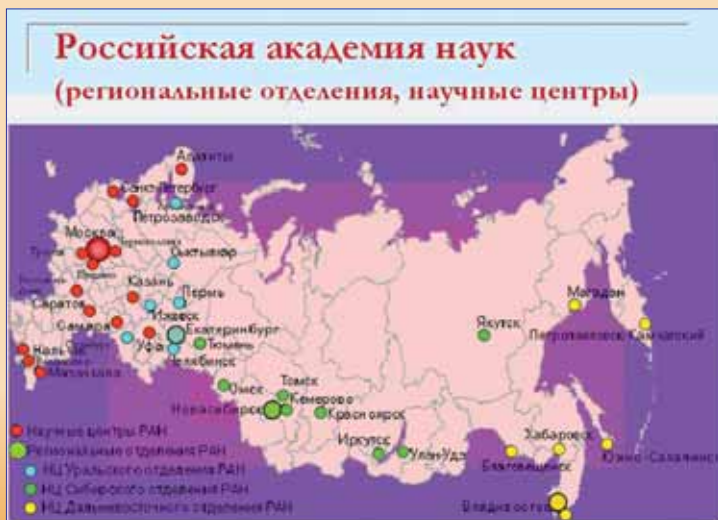 Российская академия наук
(региональные отделения, научные центры)
Апатиты
Санкт-Петербург
Петрозаводск
Москва
Черноголовка
Троицк
Пущино
Сыктывкар
Казань
Пермь
Ижевск
Саратов
Самара
Екатеринбург
Уфа
Тюмень
Челябинск
Нальчик
Махачкала
Омск
Томск
Кемерово
Новосибирск
Красноярск
Иркутск
Улан-Удэ
Якутск
Магадан
Петропавловск-Камчатский
Хабаровск
Благовещенск
Южно-Сахалинск
Владивосток
Научные центры РАН
Региональные отделения РАН
НЦ Уральского отделения РАН
НЦ Сибирского отделения РАН
НЦ Дальневосточного отделения РАН